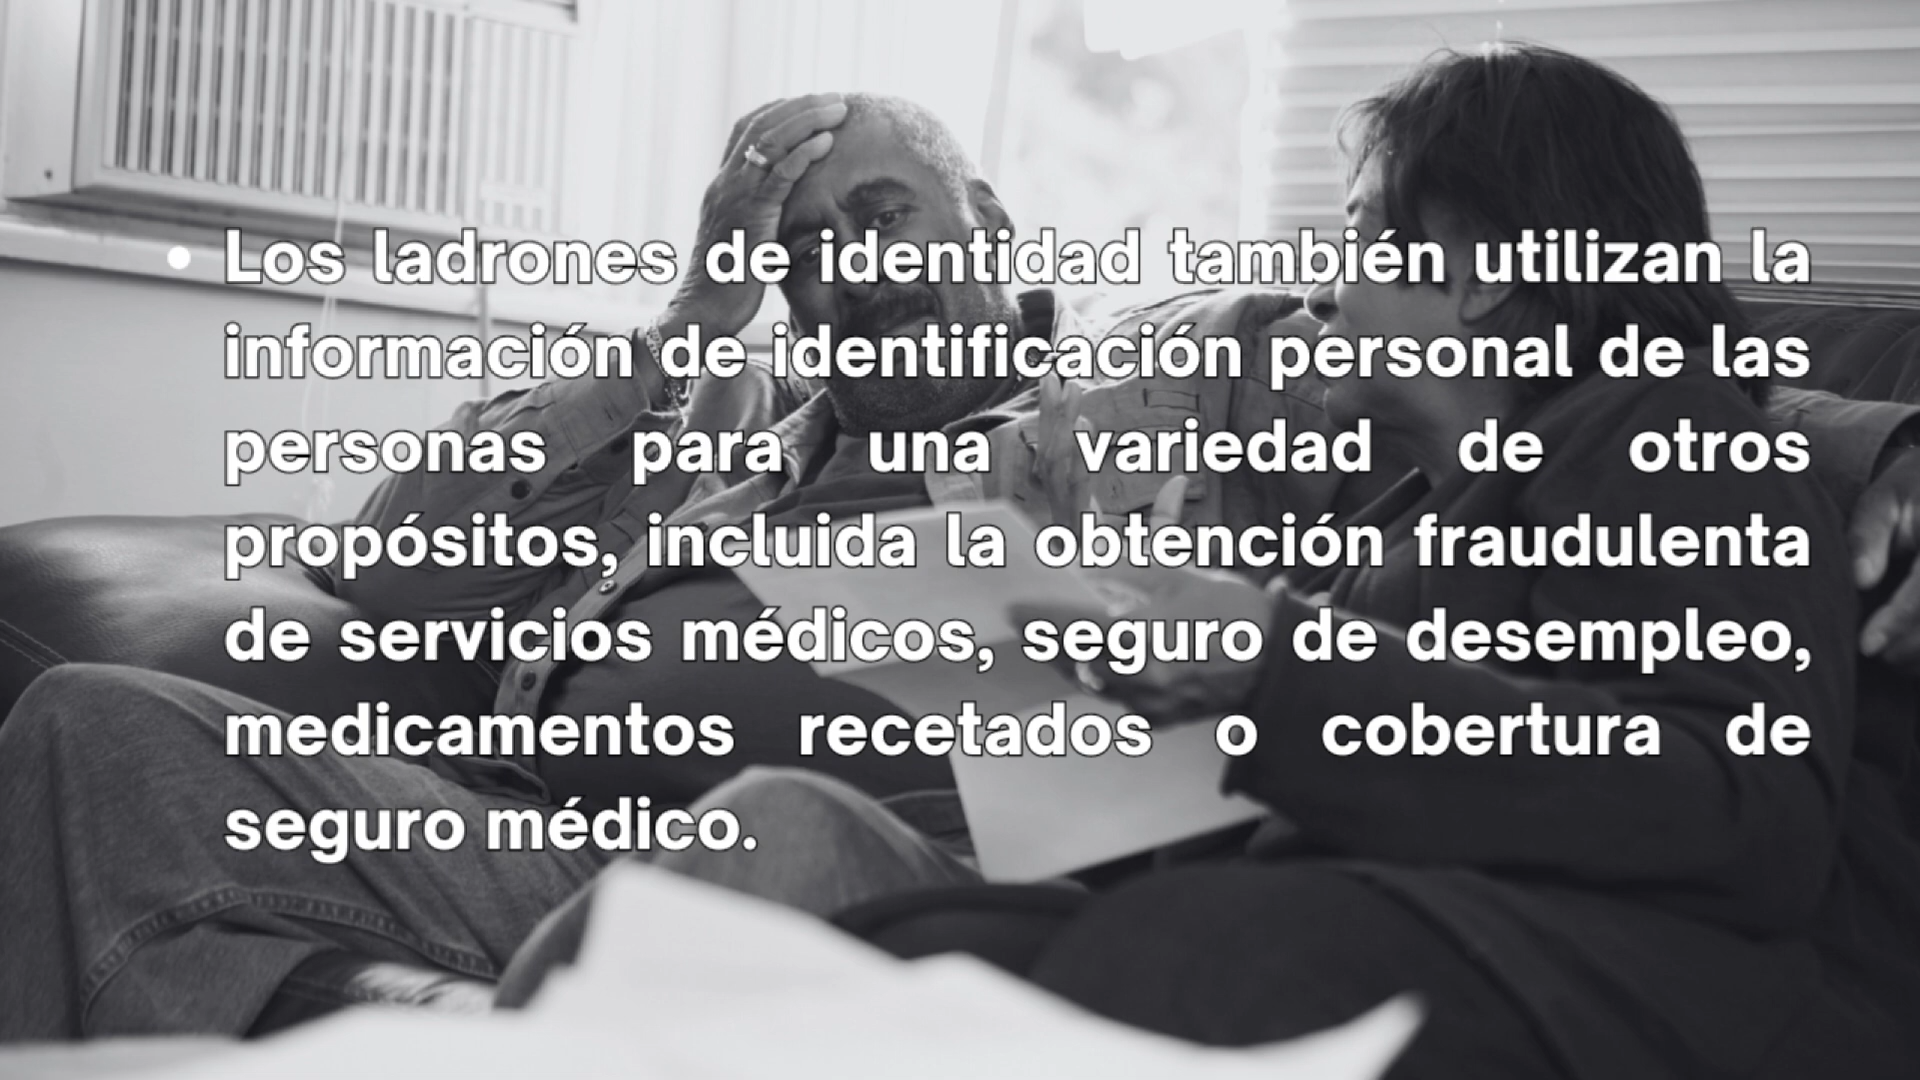 • Los ladrones de identidad también utilizan la
información de identificación personal de las
personas para una variedad de otros
propósitos, incluida la obtención fraudulenta
de servicios médicos, seguro de desempleo,
medicamentos recetados o cobertura de
seguro médico.